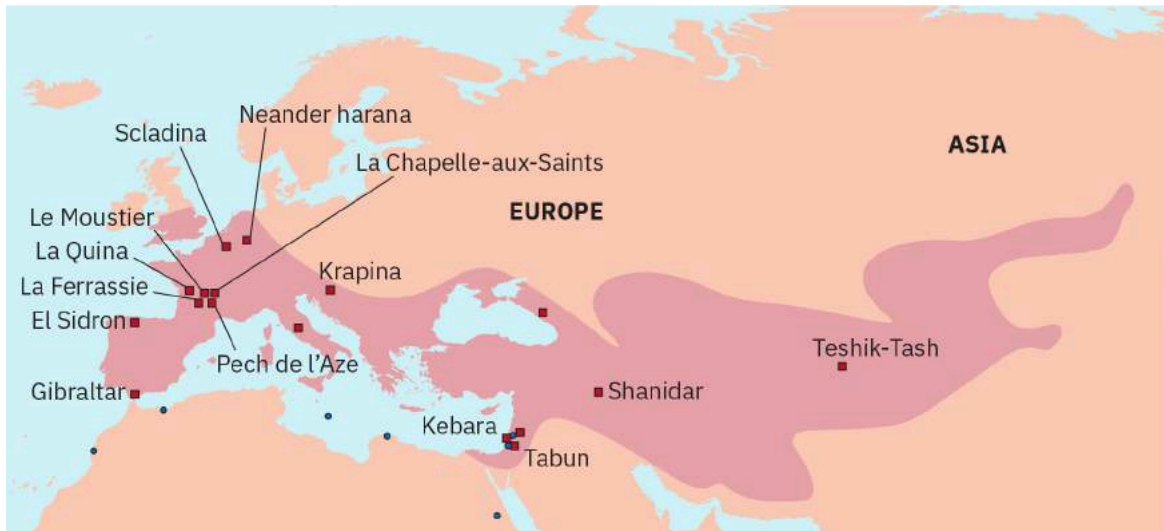 Neander harana
Scladina
ASIA
La Chapelle-aux-Saints
Le Moustier
EUROPE
La Quina
Krapina
La Ferrassie
El Sidron
Teshik-Tash
Pech de l'Aze
Gibraltar
Shanidar
Kebara
Tabun